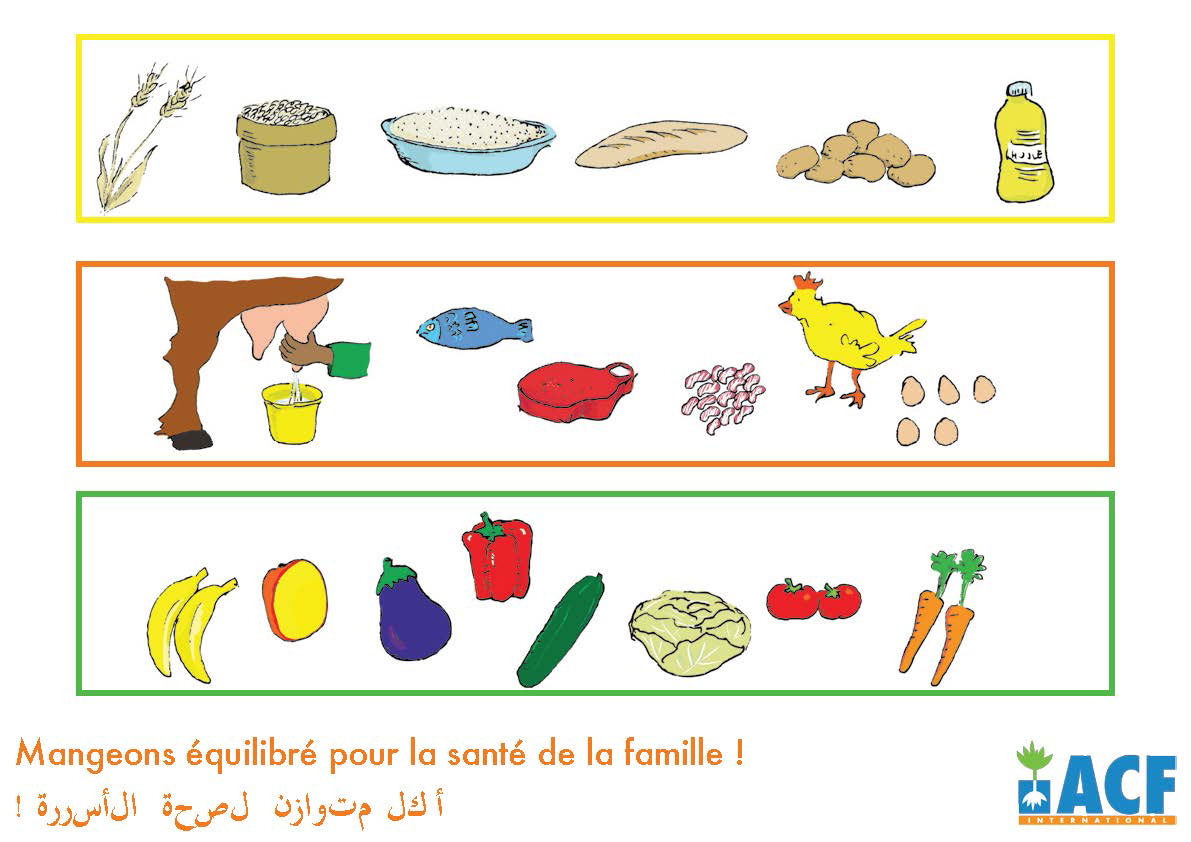 HUILE
Mangeons équilibré pour la santé de la famille !
أكل متوازن لصحة الأسررة !
ACF
INTERNATIONAL